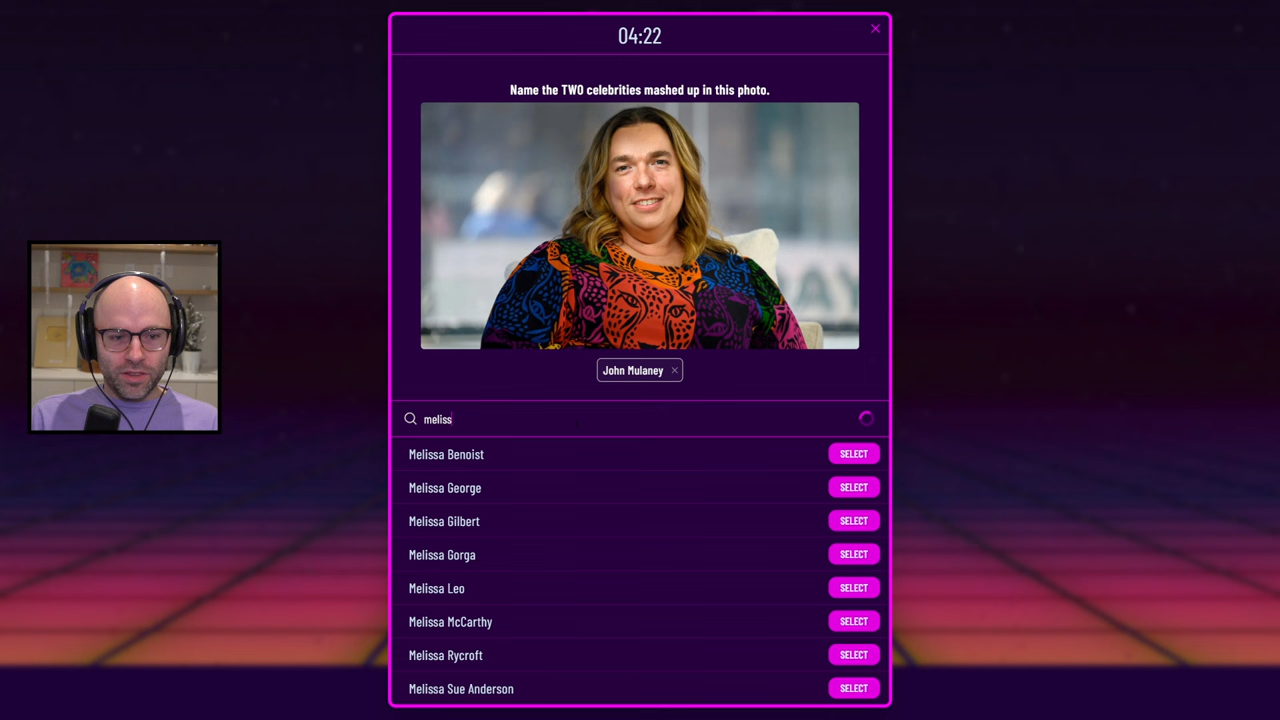 04:22
Name the TWO celebrities mashed up in this photo.
John Mulaney
meliss
Melissa Benoist SELECT
Melissa George SELECT
Melissa Gilbert SELECT
Melissa Gorga SELECT
Melissa Leo SELECT
Melissa McCarthy SELECT
Melissa Rycroft SELECT
Melissa Sue Anderson SELECT